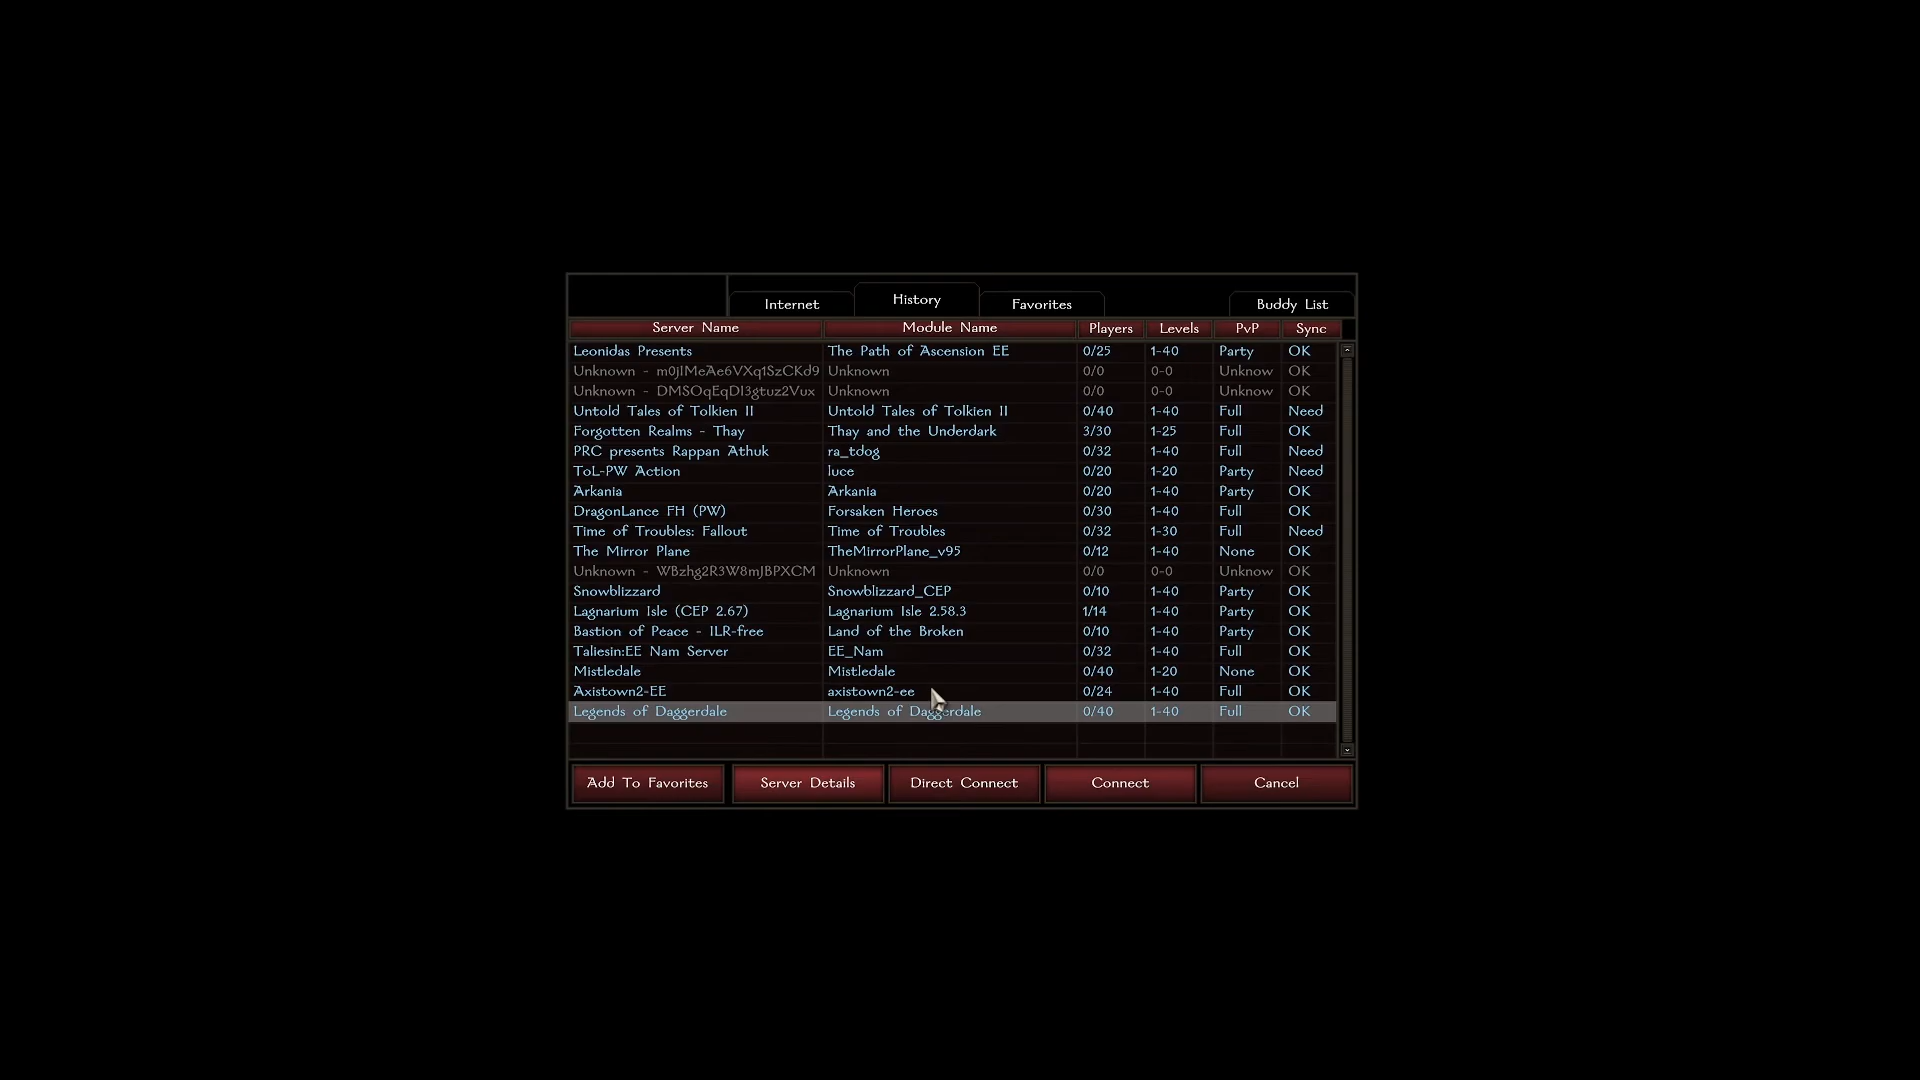 Internet History Favorites Buddy List
Server Name Module Name Players Levels PvP Sync
Leonidas Presents The Path of Ascension EE 0/25 1-40 Party OK
Unknown - m0jIMeAe6VXq1SzCKd9 Unknown 0/0 0-0 Unknow OK
Unknown - DMSOqEqDI3gtuz2Vux Unknown 0/0 0-0 Unknow OK
Untold Tales of Tolkien II Untold Tales of Tolkien II 0/40 1-40 Full Need
Forgotten Realms - Thay Thay and the Underdark 3/30 1-25 Full OK
PRC presents Rappan Athuk ra_tdog 0/32 1-40 Full Need
ToL-PW Action luce 0/20 1-20 Party Need
Arkania Arkania 0/20 1-40 Party OK
DragonLance FH (PW) Forsaken Heroes 0/30 1-40 Full OK
Time of Troubles: Fallout Time of Troubles 0/32 1-30 Full Need
The Mirror Plane TheMirrorPlane_v95 0/12 1-40 None OK
Unknown - WBzhg2R3W8mJBPXCM Unknown 0/0 0-0 Unknow OK
Snowblizzard Snowblizzard_CEP 0/10 1-40 Party OK
Lagnarium Isle (CEP 2.67) Lagnarium Isle 2.58.3 1/14 1-40 Party OK
Bastion of Peace - ILR-free Land of the Broken 0/10 1-40 Party OK
Taliesin:EE Nam Server EE_Nam 0/32 1-40 Full OK
Mistledale Mistledale 0/40 1-20 None OK
Axistown2-EE axistown2-ee 0/24 1-40 Full OK
Legends of Daggerdale Legends of Daggerdale 0/40 1-40 Full OK
Add To Favorites Server Details Direct Connect Connect Cancel